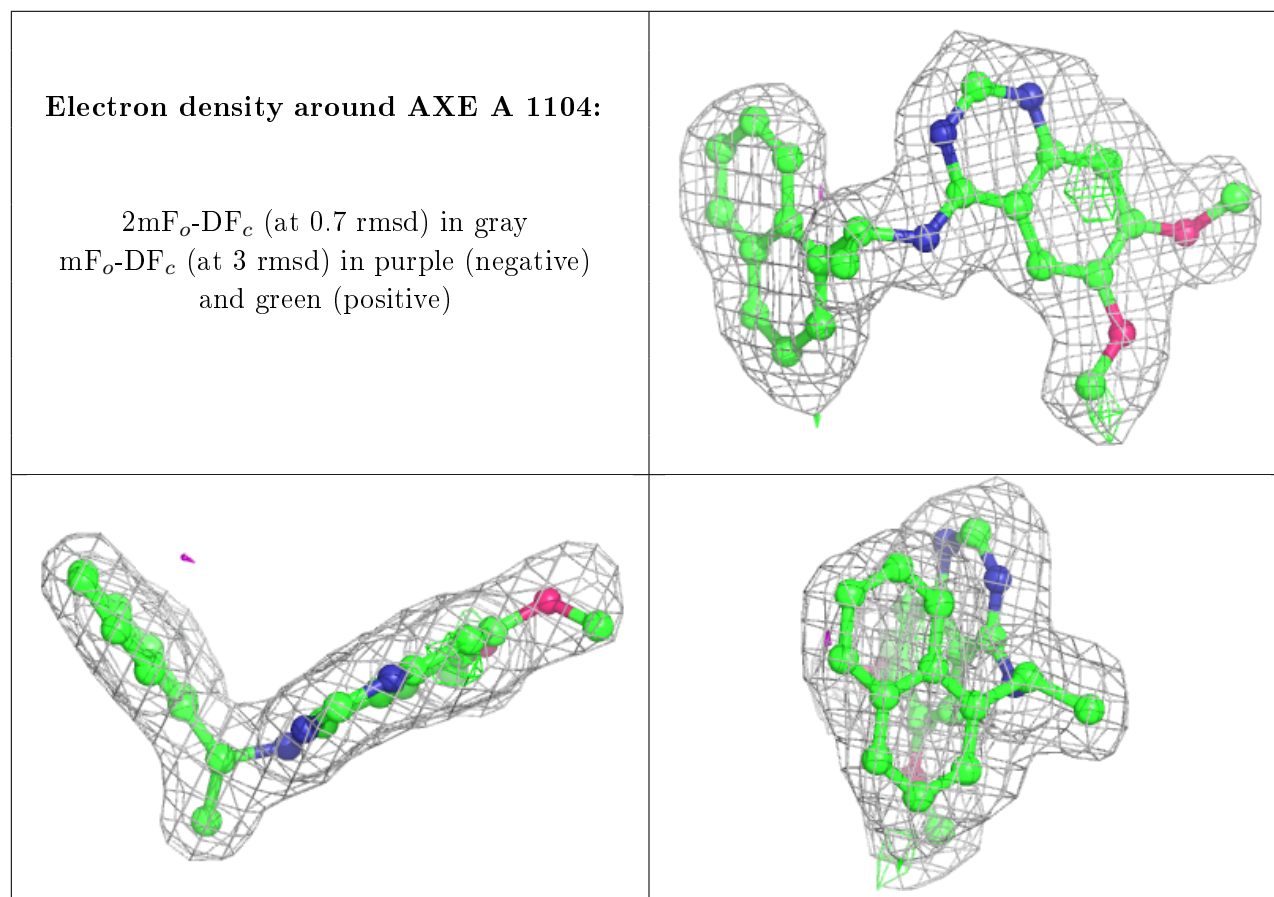 Electron density around AXE A 1104:
2mFo-DFc (at 0.7 rmsd) in gray
mFo-DFc (at 3 rmsd) in purple (negative)
and green (positive)